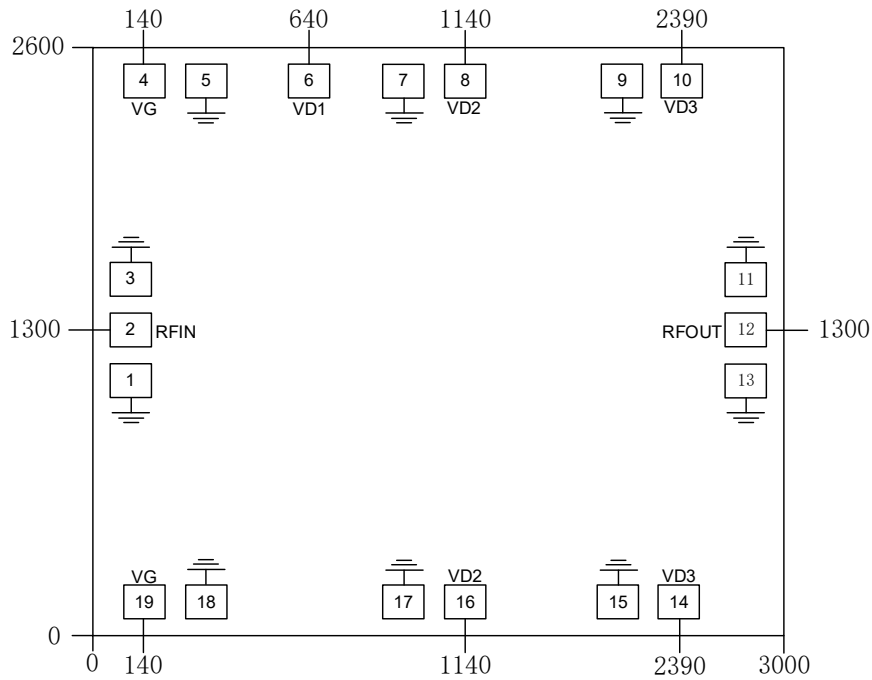 140 640 1140 2390
2600
4 5 6 7 8 9 10
VG VD1 VD2 VD3
3 11
1300 2 RFIN RFOUT 12 1300
1 13
VG VD2 VD3
19 18 17 16 15 14
0
0 140 1140 2390 3000